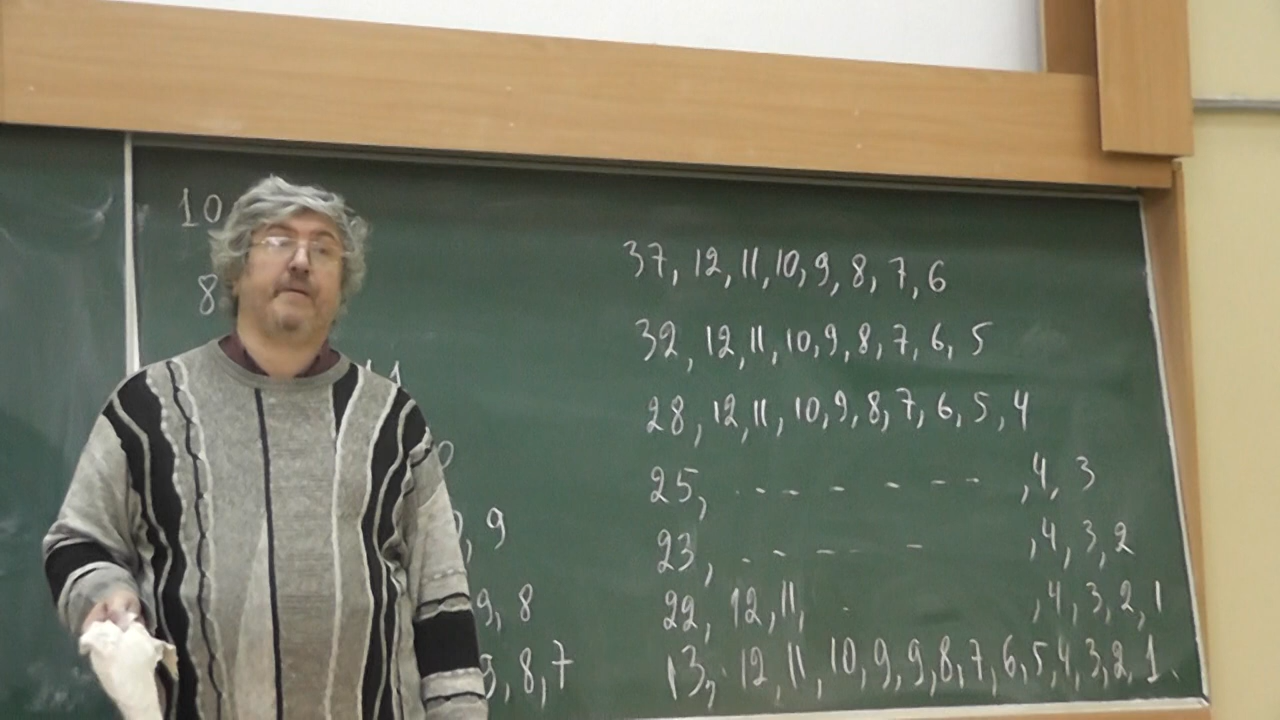 10
8
11
0
0, 9
9, 8
9, 8, 7
37, 12, 11, 10, 9, 8, 7, 6
32, 12, 11, 10, 9, 8, 7, 6, 5
28, 12, 11, 10, 9, 8, 7, 6, 5, 4
25, . - - - - - - ,4, 3
23, . - - - - ,4, 3, 2
22, 12, 11, . ,4, 3, 2, 1
13, 12, 11, 10, 9, 9, 8, 7, 6, 5, 4, 3, 2, 1.